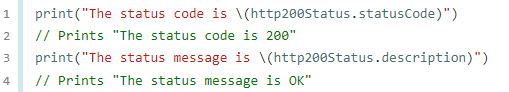 1 print("The status code is \(http200Status.statusCode)")
2 // Prints "The status code is 200"
3 print("The status message is \(http200Status.description)")
4 // Prints "The status message is OK"